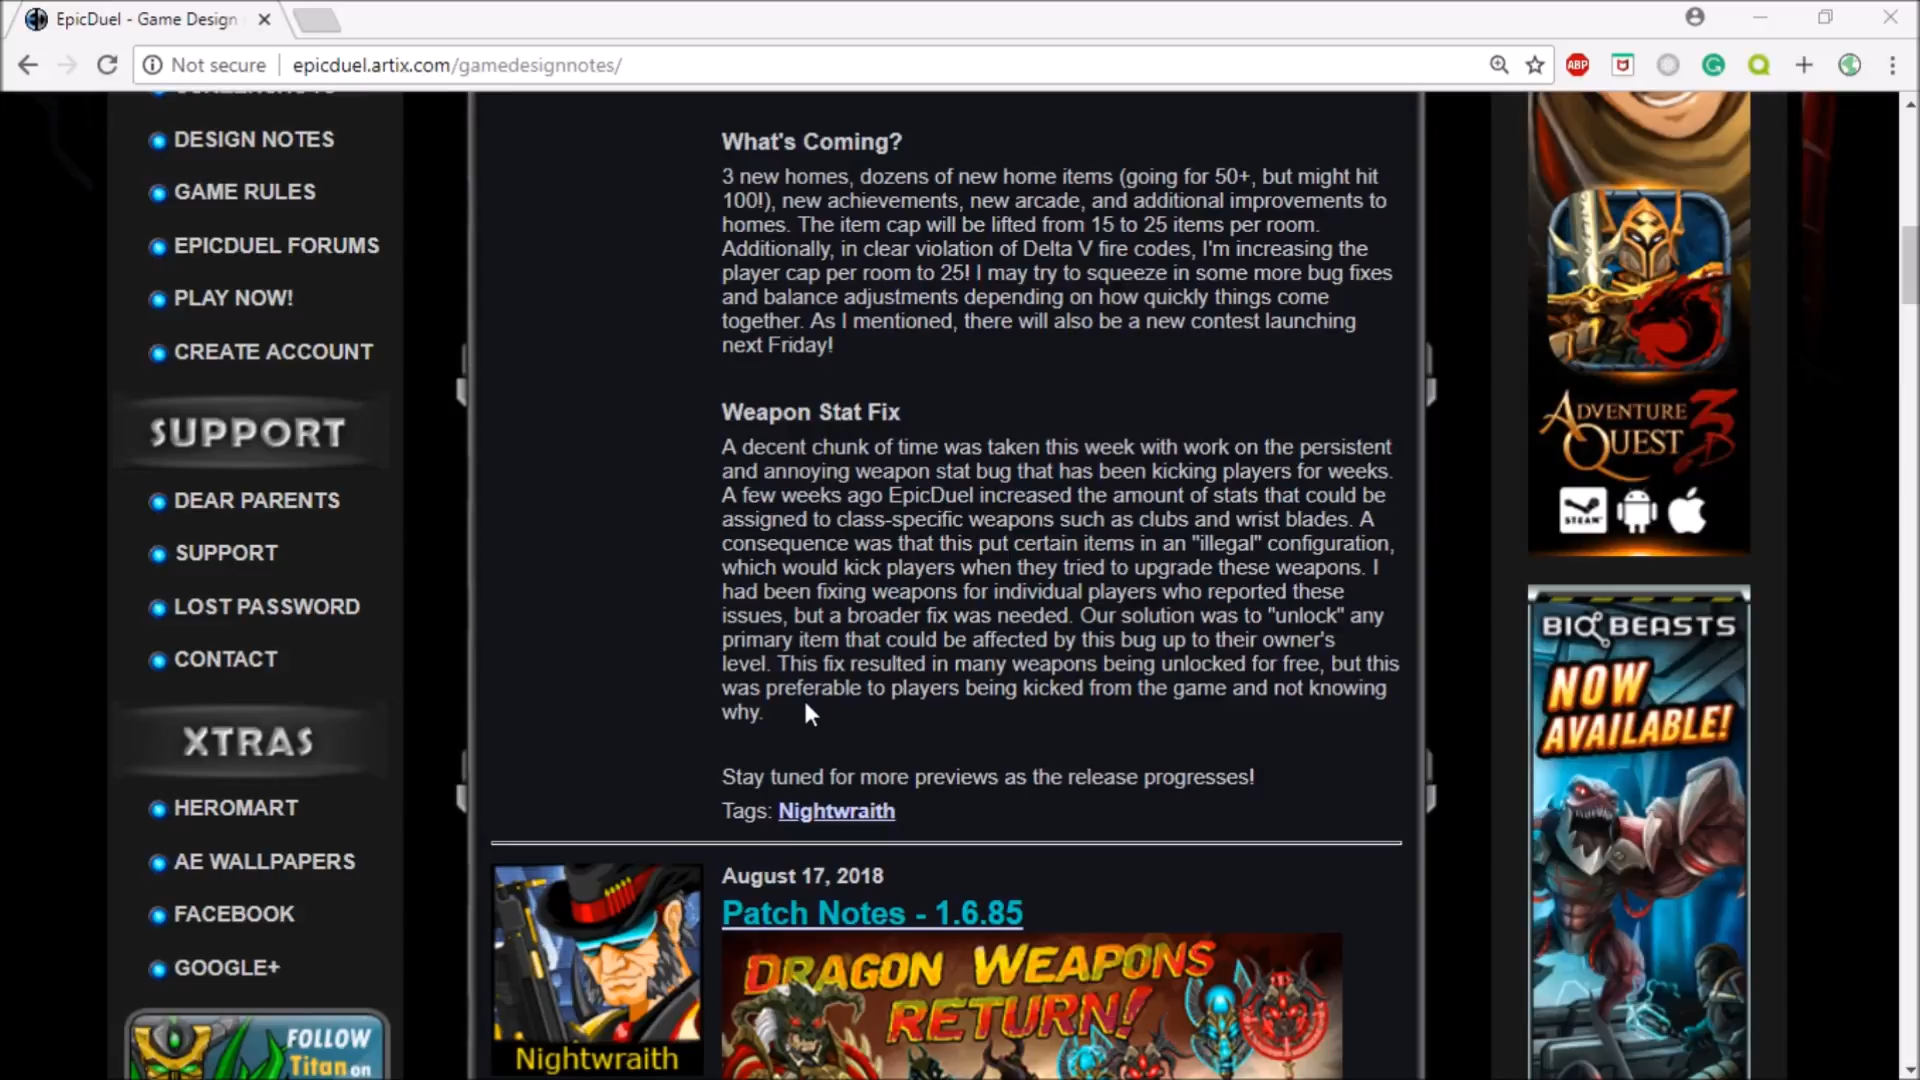 EpicDuel - Game Design
Not secure
epicduel.artix.com/gamedesignnotes/
ABP
DESIGN NOTES
GAME RULES
EPICDUEL FORUMS
PLAY NOW!
CREATE ACCOUNT
SUPPORT
DEAR PARENTS
SUPPORT
LOST PASSWORD
CONTACT
XTRAS
HEROMART
AE WALLPAPERS
FACEBOOK
GOOGLE+
FOLLOW
Titan on
What's Coming?
3 new homes, dozens of new home items (going for 50+, but might hit
100!), new achievements, new arcade, and additional improvements to
homes. The item cap will be lifted from 15 to 25 items per room.
Additionally, in clear violation of Delta V fire codes, I'm increasing the
player cap per room to 25! I may try to squeeze in some more bug fixes
and balance adjustments depending on how quickly things come
together. As I mentioned, there will also be a new contest launching
next Friday!
Weapon Stat Fix
A decent chunk of time was taken this week with work on the persistent
and annoying weapon stat bug that has been kicking players for weeks.
A few weeks ago EpicDuel increased the amount of stats that could be
assigned to class-specific weapons such as clubs and wrist blades. A
consequence was that this put certain items in an "illegal" configuration,
which would kick players when they tried to upgrade these weapons. I
had been fixing weapons for individual players who reported these
issues, but a broader fix was needed. Our solution was to "unlock" any
primary item that could be affected by this bug up to their owner's
level. This fix resulted in many weapons being unlocked for free, but this
was preferable to players being kicked from the game and not knowing
why.
Stay tuned for more previews as the release progresses!
Tags: Nightwraith
August 17, 2018
Patch Notes - 1.6.85
DRAGON WEAPONS
RETURN!
Nightwraith
ADVENTURE
QUEST 3D
STEAM
BIO BEASTS
NOW
AVAILABLE!